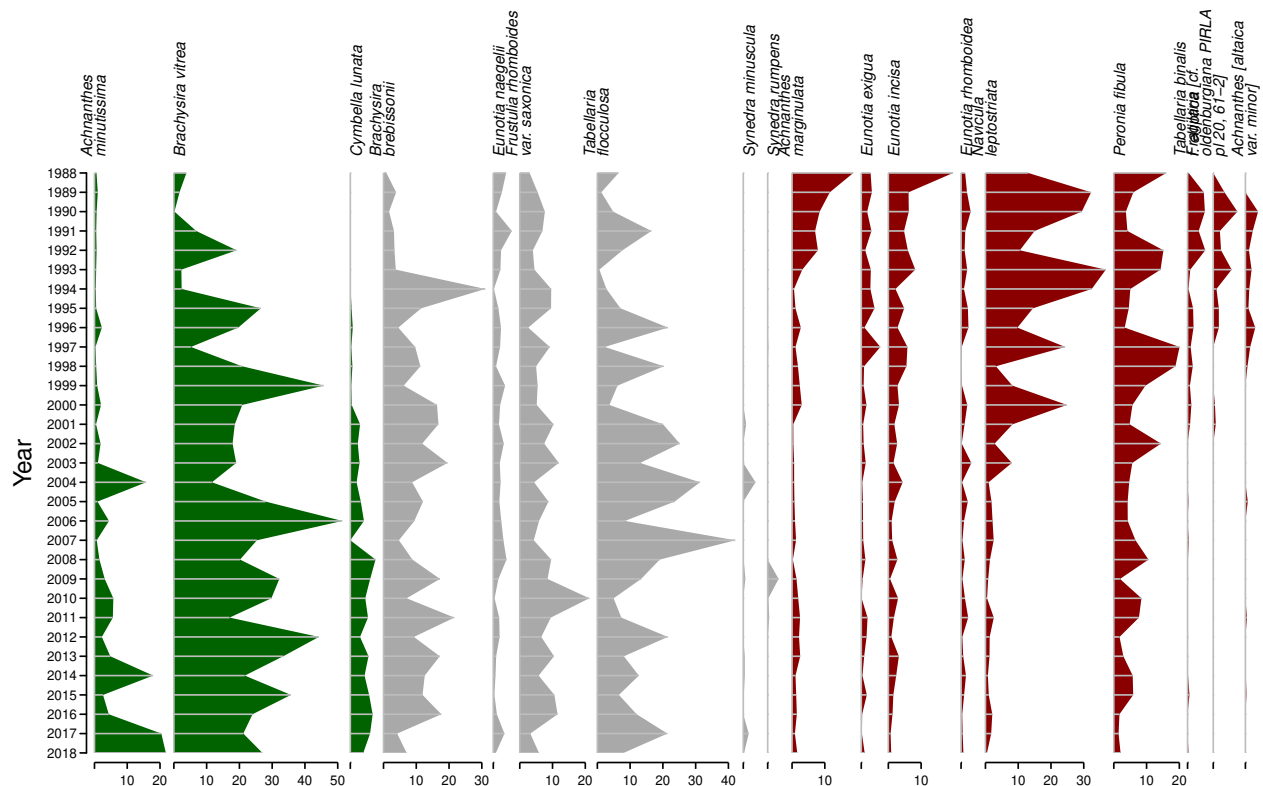 Achnanthes
minutissima
Brachysira vitrea
Cymbella lunata
Brachysira
brebissonii
Eunotia naegelii
Frustulia rhomboides
var. saxonica
Tabellaria
flocculosa
Synedra minuscula
Synedra rumpens
Achnanthes
marginulata
Eunotia exigua
Eunotia incisa
Eunotia rhomboidea
Navicula
leptostriata
Peronia fibula
Tabellaria binalis
[cf.
oldenburgiana PIRLA
pl 20, 61-2]
Achnanthes [altaica
var. minor]
Year
1988
1989
1990
1991
1992
1993
1994
1995
1996
1997
1998
1999
2000
2001
2002
2003
2004
2005
2006
2007
2008
2009
2010
2011
2012
2013
2014
2015
2016
2017
2018
10 20 10 20 30 40 50 10 20 30 10 20 10 20 30 40 10 10 10 20 30 10 20